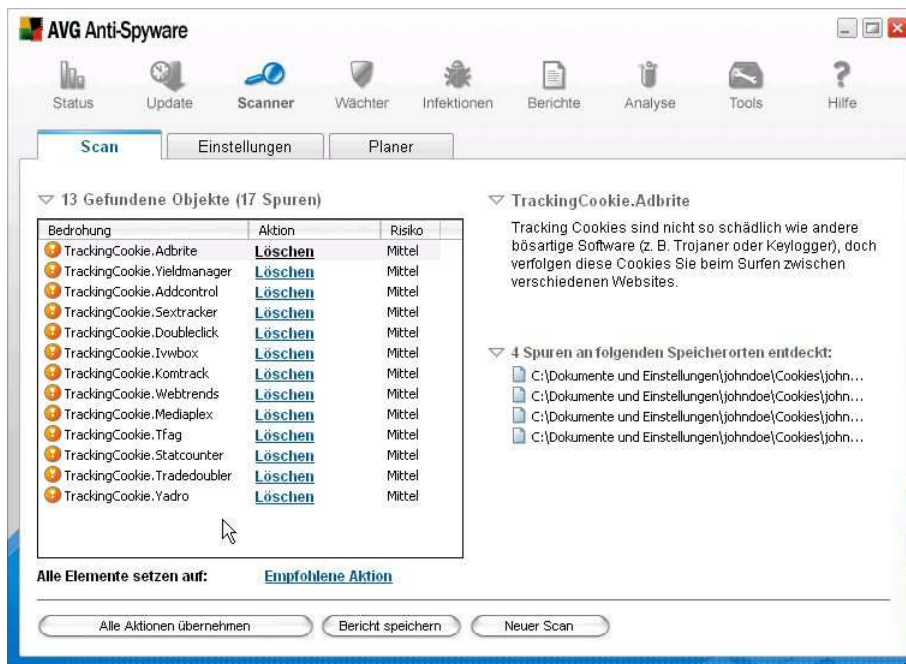 AVG Anti-Spyware
Status
Update
Scanner
Wächter
Infektionen
Berichte
Analyse
Tools
Hilfe
Scan
Einstellungen
Planer
13 Gefundene Objekte (17 Spuren)
Bedrohung Aktion Risiko
TrackingCookie.Adbrite Löschen Mittel
TrackingCookie.Yieldmanager Löschen Mittel
TrackingCookie.Addcontrol Löschen Mittel
TrackingCookie.Sextracker Löschen Mittel
TrackingCookie.Doubleclick Löschen Mittel
TrackingCookie.Ivwbox Löschen Mittel
TrackingCookie.Komtrack Löschen Mittel
TrackingCookie.Webtrends Löschen Mittel
TrackingCookie.Mediaplex Löschen Mittel
TrackingCookie.Tfag Löschen Mittel
TrackingCookie.Statcounter Löschen Mittel
TrackingCookie.Tradedoubler Löschen Mittel
TrackingCookie.Yadro Löschen Mittel
Alle Elemente setzen auf: Empfohlene Aktion
TrackingCookie.Adbrite
Tracking Cookies sind nicht so schädlich wie andere
bösartige Software (z. B. Trojaner oder Keylogger), doch
verfolgen diese Cookies Sie beim Surfen zwischen
verschiedenen Websites.
4 Spuren an folgenden Speicherorten entdeckt:
C:\Dokumente und Einstellungen\johndoe\Cookies\john...
C:\Dokumente und Einstellungen\johndoe\Cookies\john...
C:\Dokumente und Einstellungen\johndoe\Cookies\john...
C:\Dokumente und Einstellungen\johndoe\Cookies\john...
Alle Aktionen übernehmen
Bericht speichern
Neuer Scan